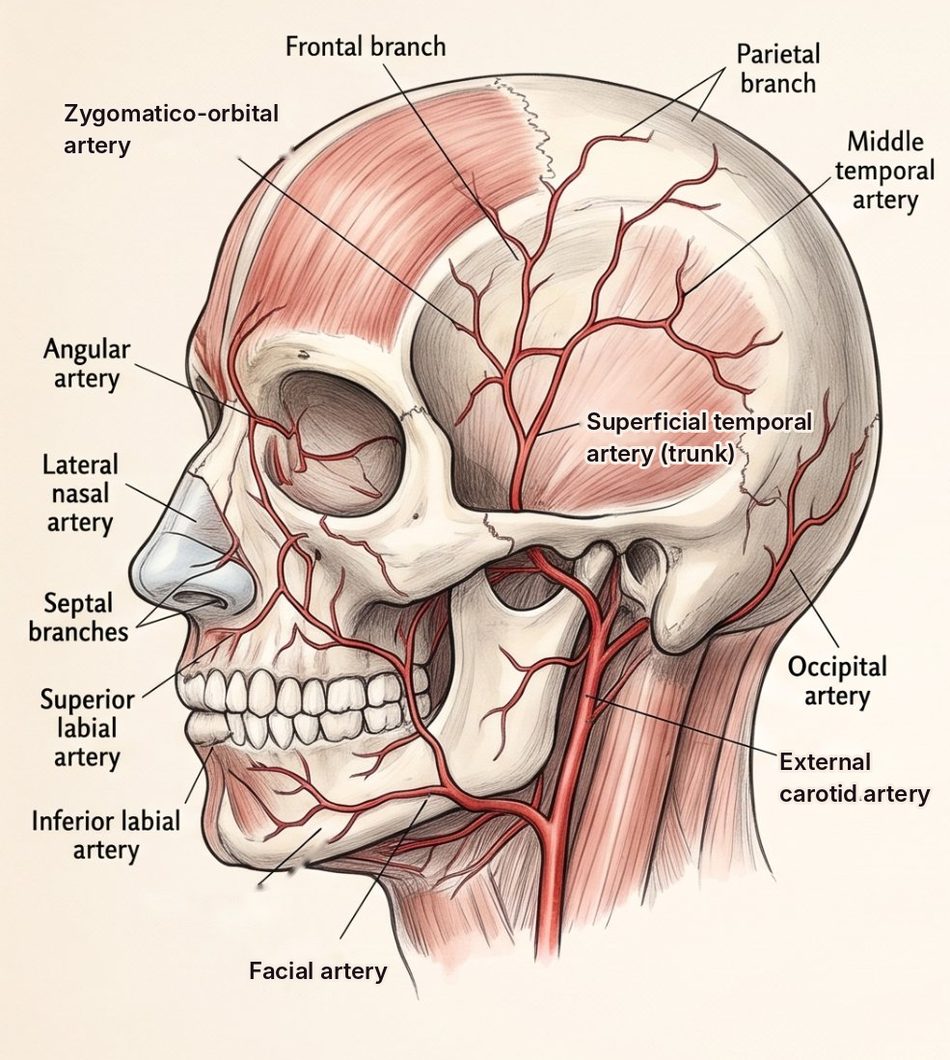 Frontal branch
Parietal
branch
Zygomatico-orbital
artery
Middle
temporal
artery
Angular
artery
Superficial temporal
artery (trunk)
Lateral
nasal
artery
Septal
branches
Occipital
artery
Superior
labial
artery
External
carotid artery
Inferior labial
artery
Facial artery